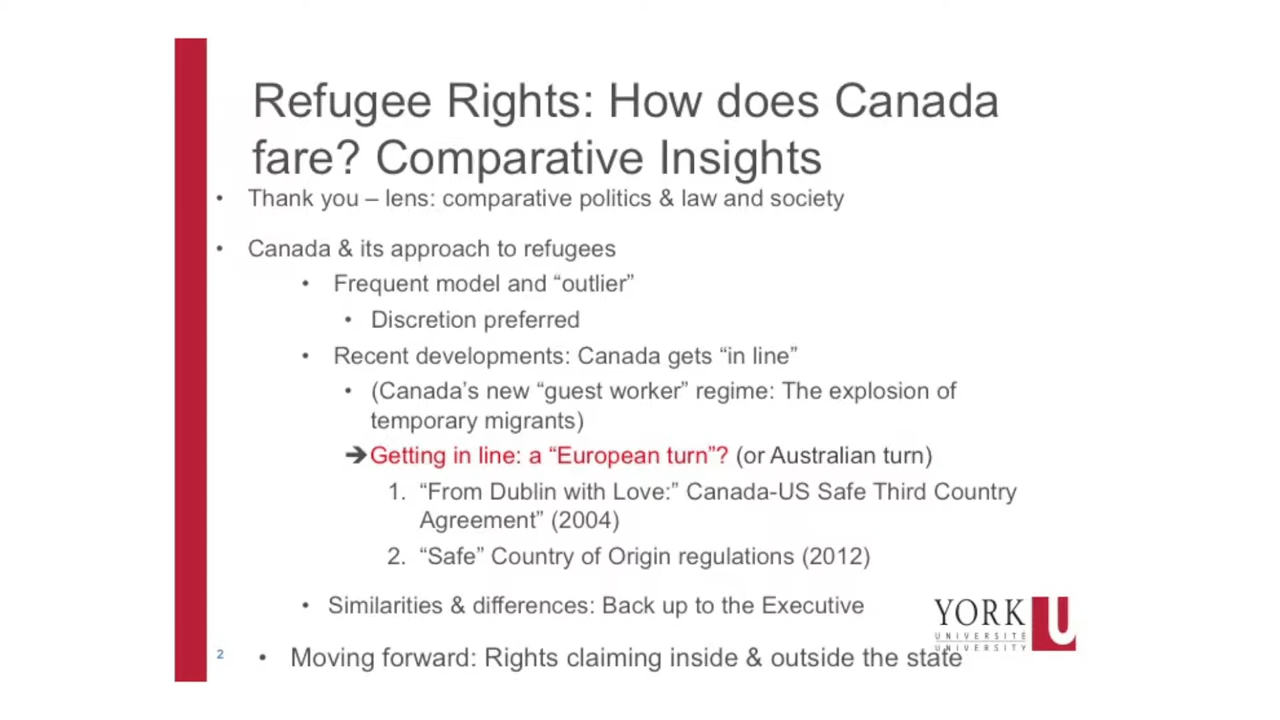 Refugee Rights: How does Canada
fare? Comparative Insights
• Thank you – lens: comparative politics & law and society
• Canada & its approach to refugees
• Frequent model and “outlier”
• Discretion preferred
• Recent developments: Canada gets “in line”
• (Canada’s new “guest worker” regime: The explosion of
temporary migrants)
➔Getting in line: a “European turn”? (or Australian turn)
1. “From Dublin with Love:” Canada-US Safe Third Country
Agreement” (2004)
2. “Safe” Country of Origin regulations (2012)
• Similarities & differences: Back up to the Executive
YORK U
UNIVERSITÉ
UNIVERSITY
2
• Moving forward: Rights claiming inside & outside the state